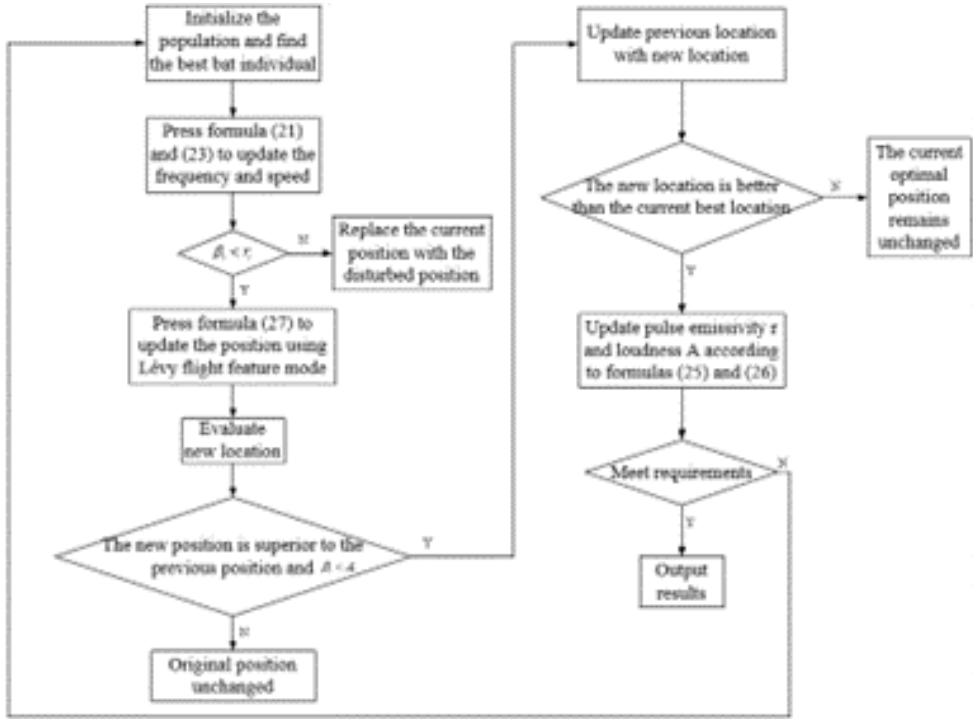 Initialize the
population and find
the best bat individual
Press formula (21)
and (23) to update the
frequency and speed
N
Replace the current
position with the
disturbed position
Y
Press formula (27) to
update the position using
Lévy flight feature mode
Evaluate
new location
The new position is superior to the
previous position and
Y
N
Original position
unchanged
Update previous location
with new location
The new location is better
than the current best location
N
The current
optimal
position
remains
unchanged
Y
Update pulse emissivity r
and loudness A according
to formulas (25) and (26)
Meet requirements
N
Y
Output
results